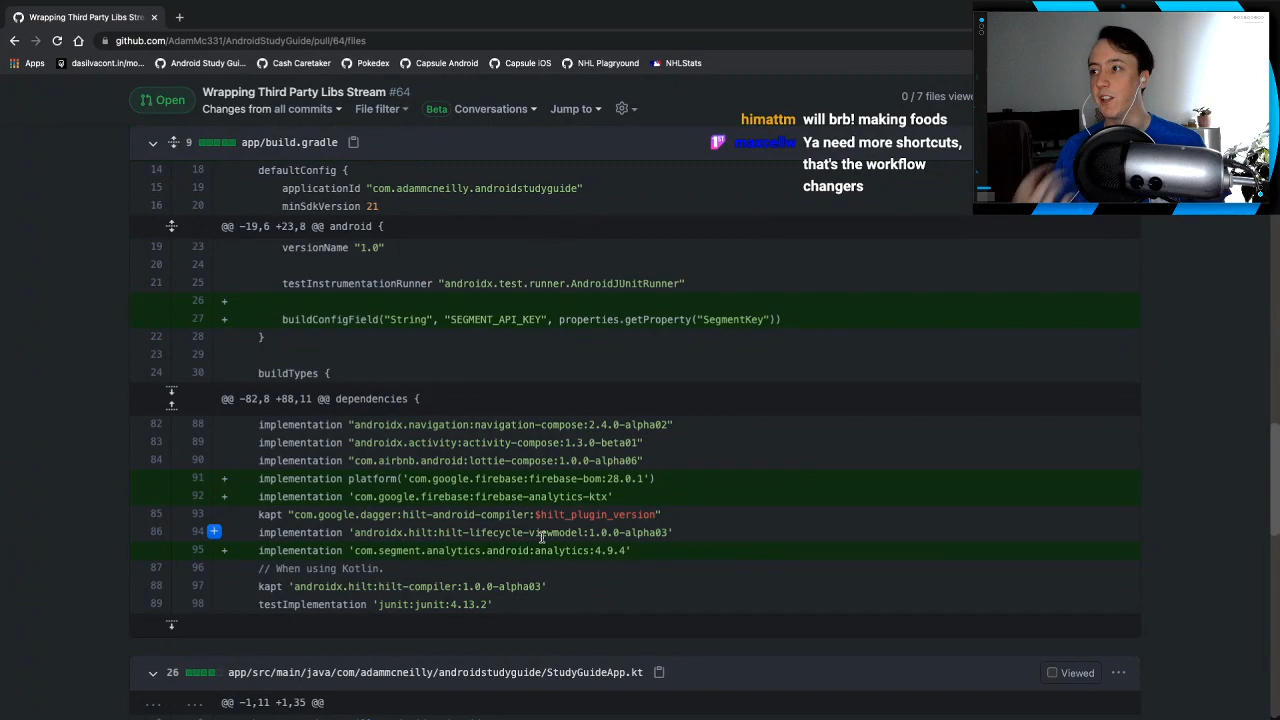 Wrapping Third Party Libs Stream
github.com/AdamMc331/AndroidStudyGuide/pull/64/files
Apps dasilvacont.in/mo... Android Study Gui... Cash Caretaker Pokedex Capsule Android Capsule iOS NHL Plagyround NHLStats
Open
Wrapping Third Party Libs Stream #64
Changes from all commits File filter Beta Conversations Jump to
0 / 7 files viewe
himattm will brb! making foods
Ya need more shortcuts,
that's the workflow
changers
9 app/build.gradle
14 18 defaultConfig {
15 19 applicationId "com.adammcneilly.androidstudyguide"
16 20 minSdkVersion 21
@@ -19,6 +23,8 @@ android {
19 23 versionName "1.0"
20 24
21 25 testInstrumentationRunner "androidx.test.runner.AndroidJUnitRunner"
26 +
27 + buildConfigField("String", "SEGMENT_API_KEY", properties.getProperty("SegmentKey"))
22 28 }
23 29
24 30 buildTypes {
@@ -82,8 +88,11 @@ dependencies {
82 88 implementation "androidx.navigation:navigation-compose:2.4.0-alpha02"
83 89 implementation "androidx.activity:activity-compose:1.3.0-beta01"
84 90 implementation "com.airbnb.android:lottie-compose:1.0.0-alpha06"
91 + implementation platform('com.google.firebase:firebase-bom:28.0.1')
92 + implementation 'com.google.firebase:firebase-analytics-ktx'
85 93 kapt "com.google.dagger:hilt-android-compiler:$hilt_plugin_version"
86 94 + implementation 'androidx.hilt:hilt-lifecycle-viewmodel:1.0.0-alpha03'
95 + implementation 'com.segment.analytics.android:analytics:4.9.4'
87 96 // When using Kotlin.
88 97 kapt 'androidx.hilt:hilt-compiler:1.0.0-alpha03'
89 98 testImplementation 'junit:junit:4.13.2'
26 app/src/main/java/com/adammcneilly/androidstudyguide/StudyGuideApp.kt
Viewed
... ... @@ -1,11 +1,35 @@